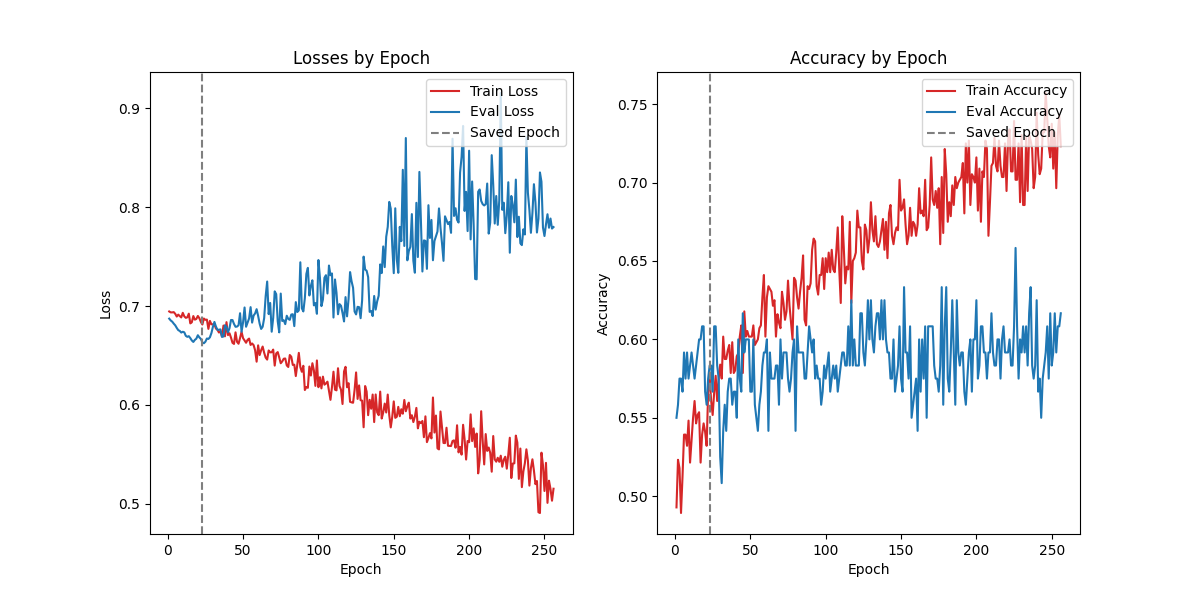 Losses by Epoch
Train Loss
Eval Loss
Saved Epoch
0.9
0.8
0.7
0.6
0.5
Loss
0
50
100
150
200
250
Epoch
Accuracy by Epoch
Train Accuracy
Eval Accuracy
Saved Epoch
0.75
0.70
0.65
0.60
0.55
0.50
Accuracy
0
50
100
150
200
250
Epoch